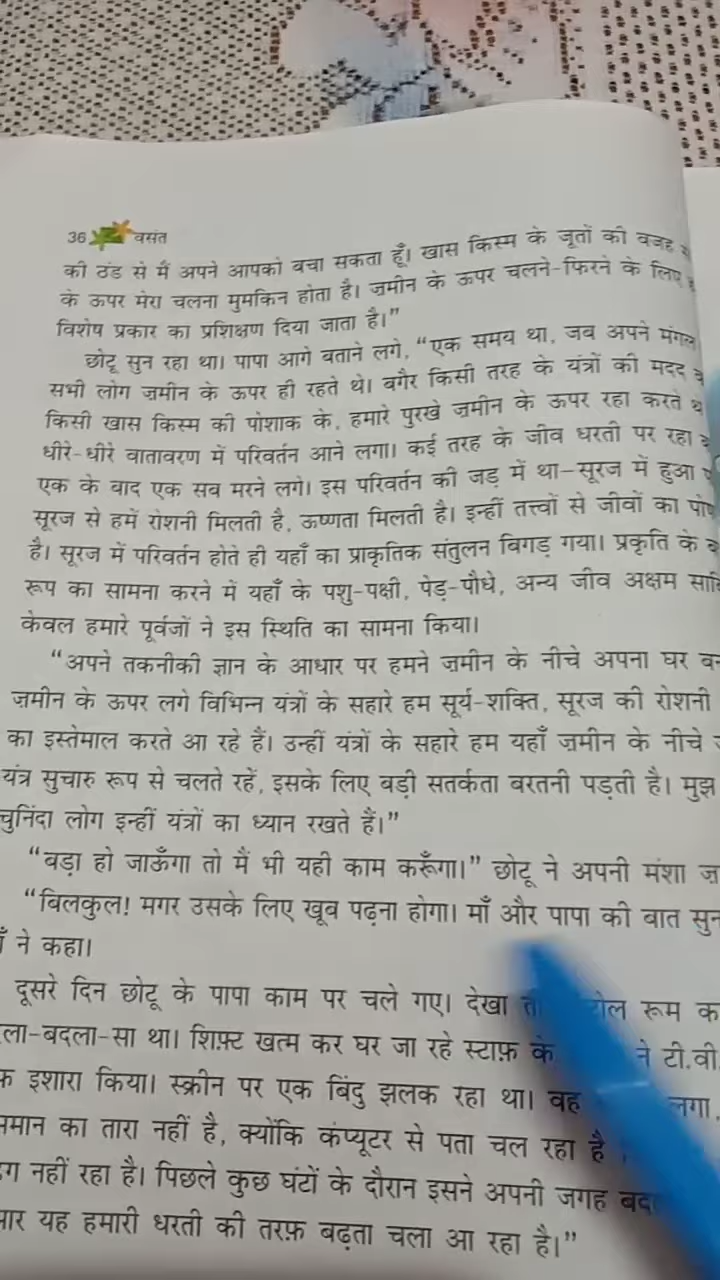 36 वसंत
की ठंड से मैं अपने आपको बचा सकता हूँ। खास किस्म के जूतों की वजह
के ऊपर मेरा चलना मुमकिन होता है। ज़मीन के ऊपर चलने-फिरने के लिए
विशेष प्रकार का प्रशिक्षण दिया जाता है।”
छोटू सुन रहा था। पापा आगे बताने लगे, “एक समय था, जब अपने मंगल
सभी लोग ज़मीन के ऊपर ही रहते थे। बगैर किसी तरह के यंत्रों की मदद
किसी खास किस्म की पोशाक के, हमारे पुरखे ज़मीन के ऊपर रहा करते
धीरे-धीरे वातावरण में परिवर्तन आने लगा। कई तरह के जीव धरती पर रहा
एक के बाद एक सब मरने लगे। इस परिवर्तन की जड़ में था–सूरज में हुआ
सूरज से हमें रोशनी मिलती है, ऊष्णता मिलती है। इन्हीं तत्त्वों से जीवों का
है। सूरज में परिवर्तन होते ही यहाँ का प्राकृतिक संतुलन बिगड़ गया। प्रकृति के
रूप का सामना करने में यहाँ के पशु-पक्षी, पेड़-पौधे, अन्य जीव अक्षम
केवल हमारे पूर्वजों ने इस स्थिति का सामना किया।
“अपने तकनीकी ज्ञान के आधार पर हमने ज़मीन के नीचे अपना घर
ज़मीन के ऊपर लगे विभिन्न यंत्रों के सहारे हम सूर्य-शक्ति, सूरज की रोशनी
का इस्तेमाल करते आ रहे हैं। उन्हीं यंत्रों के सहारे हम यहाँ ज़मीन के नीचे
यंत्र सुचारु रूप से चलते रहें, इसके लिए बड़ी सतर्कता बरतनी पड़ती है। मुझ
चुनिंदा लोग इन्हीं यंत्रों का ध्यान रखते हैं।”
“बड़ा हो जाऊँगा तो मैं भी यही काम करूँगा।” छोटू ने अपनी मंशा
“बिलकुल! मगर उसके लिए खूब पढ़ना होगा। माँ और पापा की बात
ने कहा।
दूसरे दिन छोटू के पापा काम पर चले गए। देखा रूम
-बदला-सा था। शिफ़्ट खत्म कर घर जा रहे स्टाफ़ के टी.वी.
इशारा किया। स्क्रीन पर एक बिंदु झलक रहा था। वह लगा,
का तारा नहीं है, क्योंकि कंप्यूटर से पता चल रहा है
नहीं रहा है। पिछले कुछ घंटों के दौरान इसने अपनी जगह
यह हमारी धरती की तरफ़ बढ़ता चला आ रहा है।”